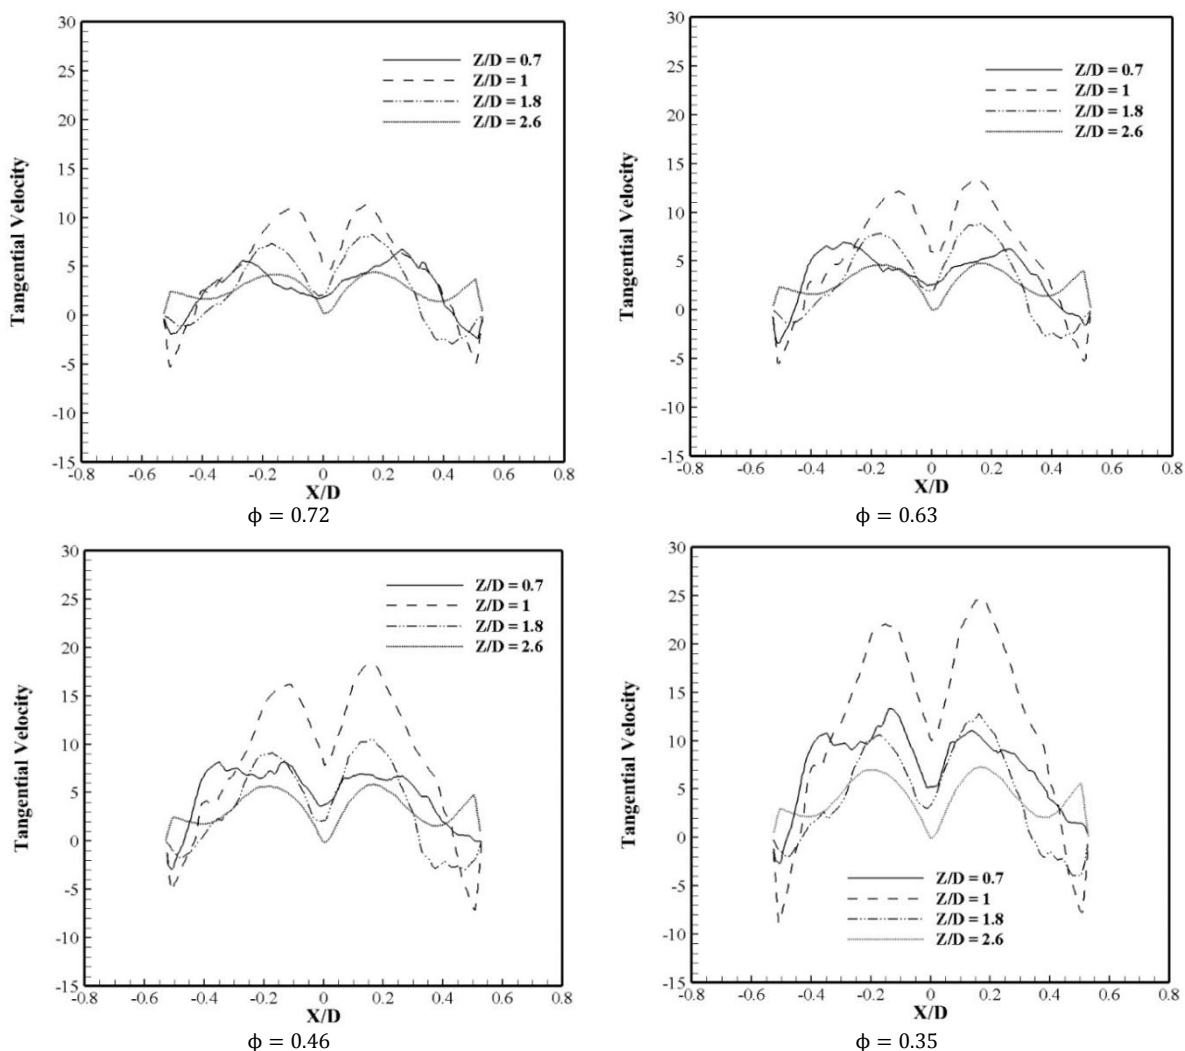 30
25
20
15
10
5
0
-5
-10
-15
Tangential Velocity
Z/D = 0.7
Z/D = 1
Z/D = 1.8
Z/D = 2.6
-0.8 -0.6 -0.4 -0.2 0 0.2 0.4 0.6 0.8
X/D
ϕ = 0.72
30
25
20
15
10
5
0
-5
-10
-15
Tangential Velocity
Z/D = 0.7
Z/D = 1
Z/D = 1.8
Z/D = 2.6
-0.8 -0.6 -0.4 -0.2 0 0.2 0.4 0.6 0.8
X/D
ϕ = 0.63
30
25
20
15
10
5
0
-5
-10
-15
Tangential Velocity
Z/D = 0.7
Z/D = 1
Z/D = 1.8
Z/D = 2.6
-0.8 -0.6 -0.4 -0.2 0 0.2 0.4 0.6 0.8
X/D
ϕ = 0.46
30
25
20
15
10
5
0
-5
-10
-15
Tangential Velocity
Z/D = 0.7
Z/D = 1
Z/D = 1.8
Z/D = 2.6
-0.8 -0.6 -0.4 -0.2 0 0.2 0.4 0.6 0.8
X/D
ϕ = 0.35